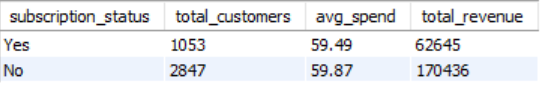 subscription_status total_customers avg_spend total_revenue
Yes 1053 59.49 62645
No 2847 59.87 170436